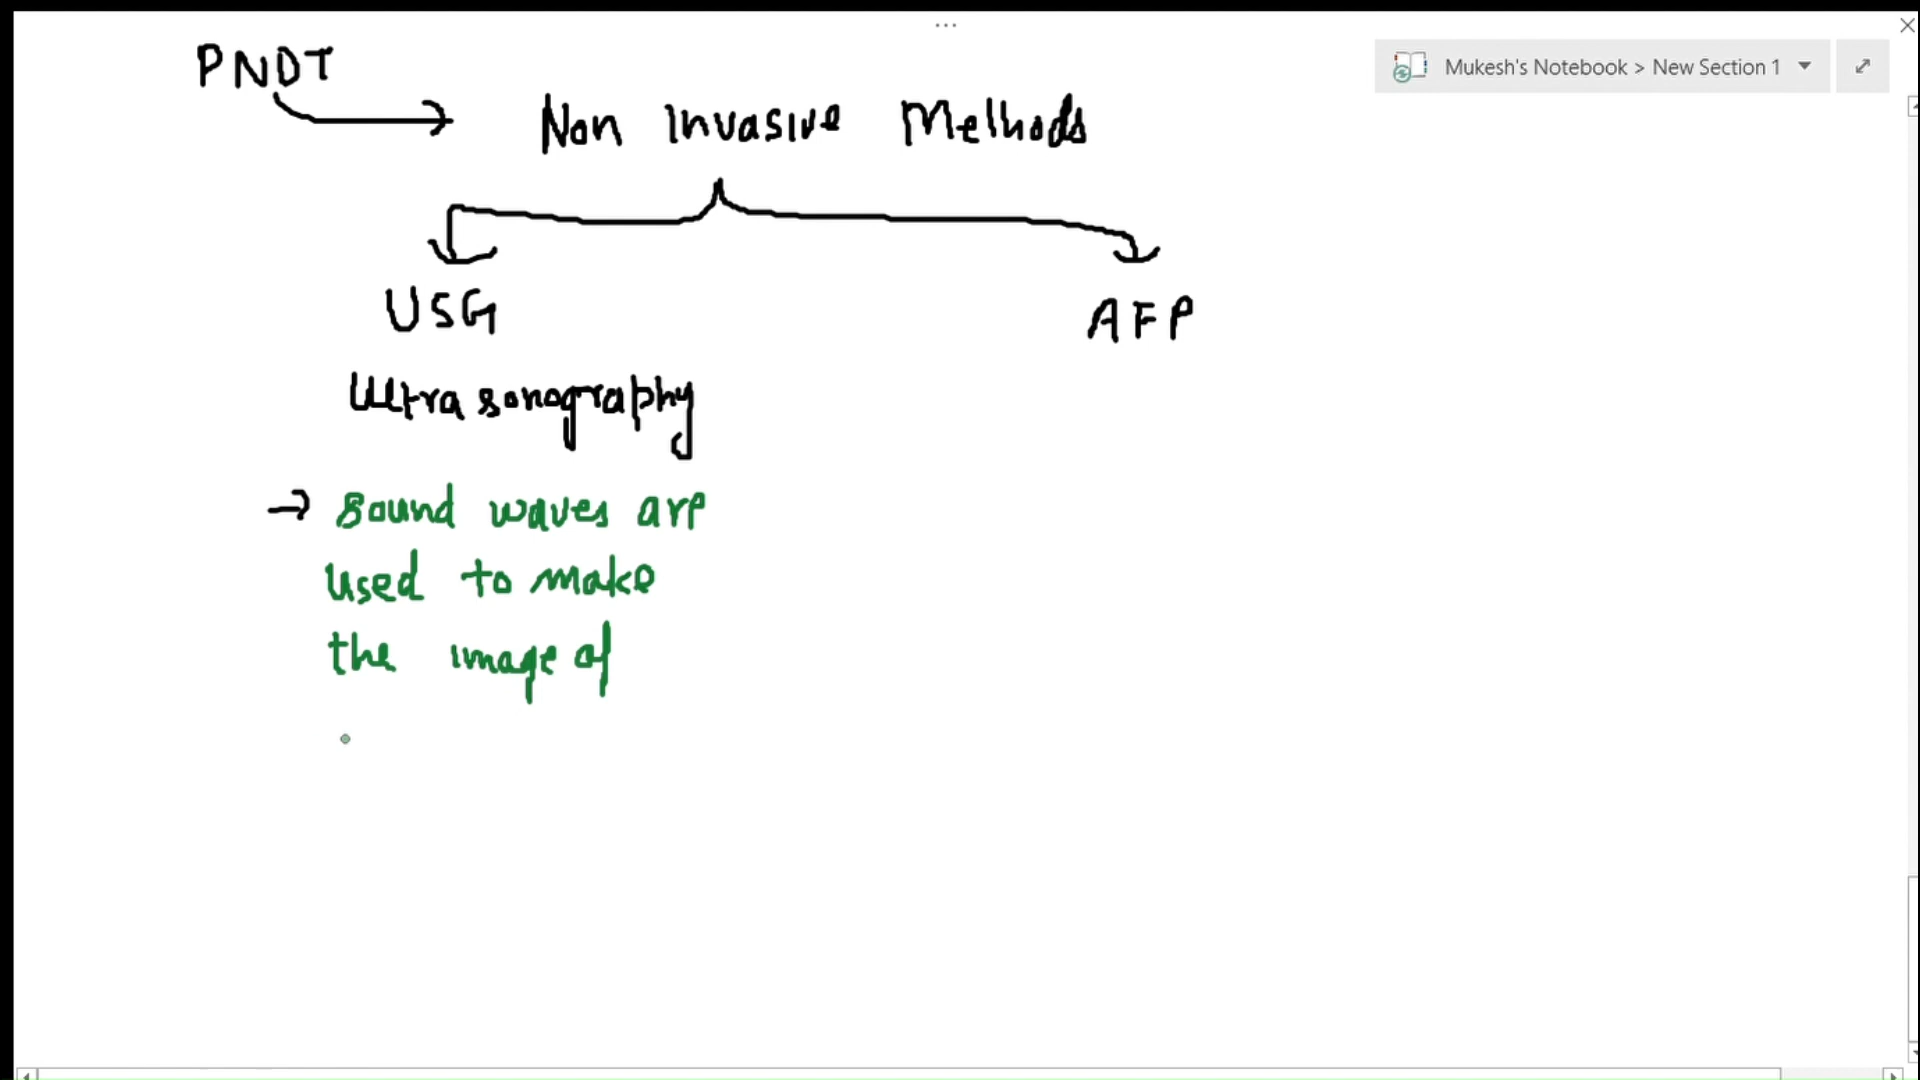 PNDT
Mukesh's Notebook > New Section 1
Non Invasive Methods
USG
AFP
Ultrasonography
→ Sound waves are
used to make
the image of